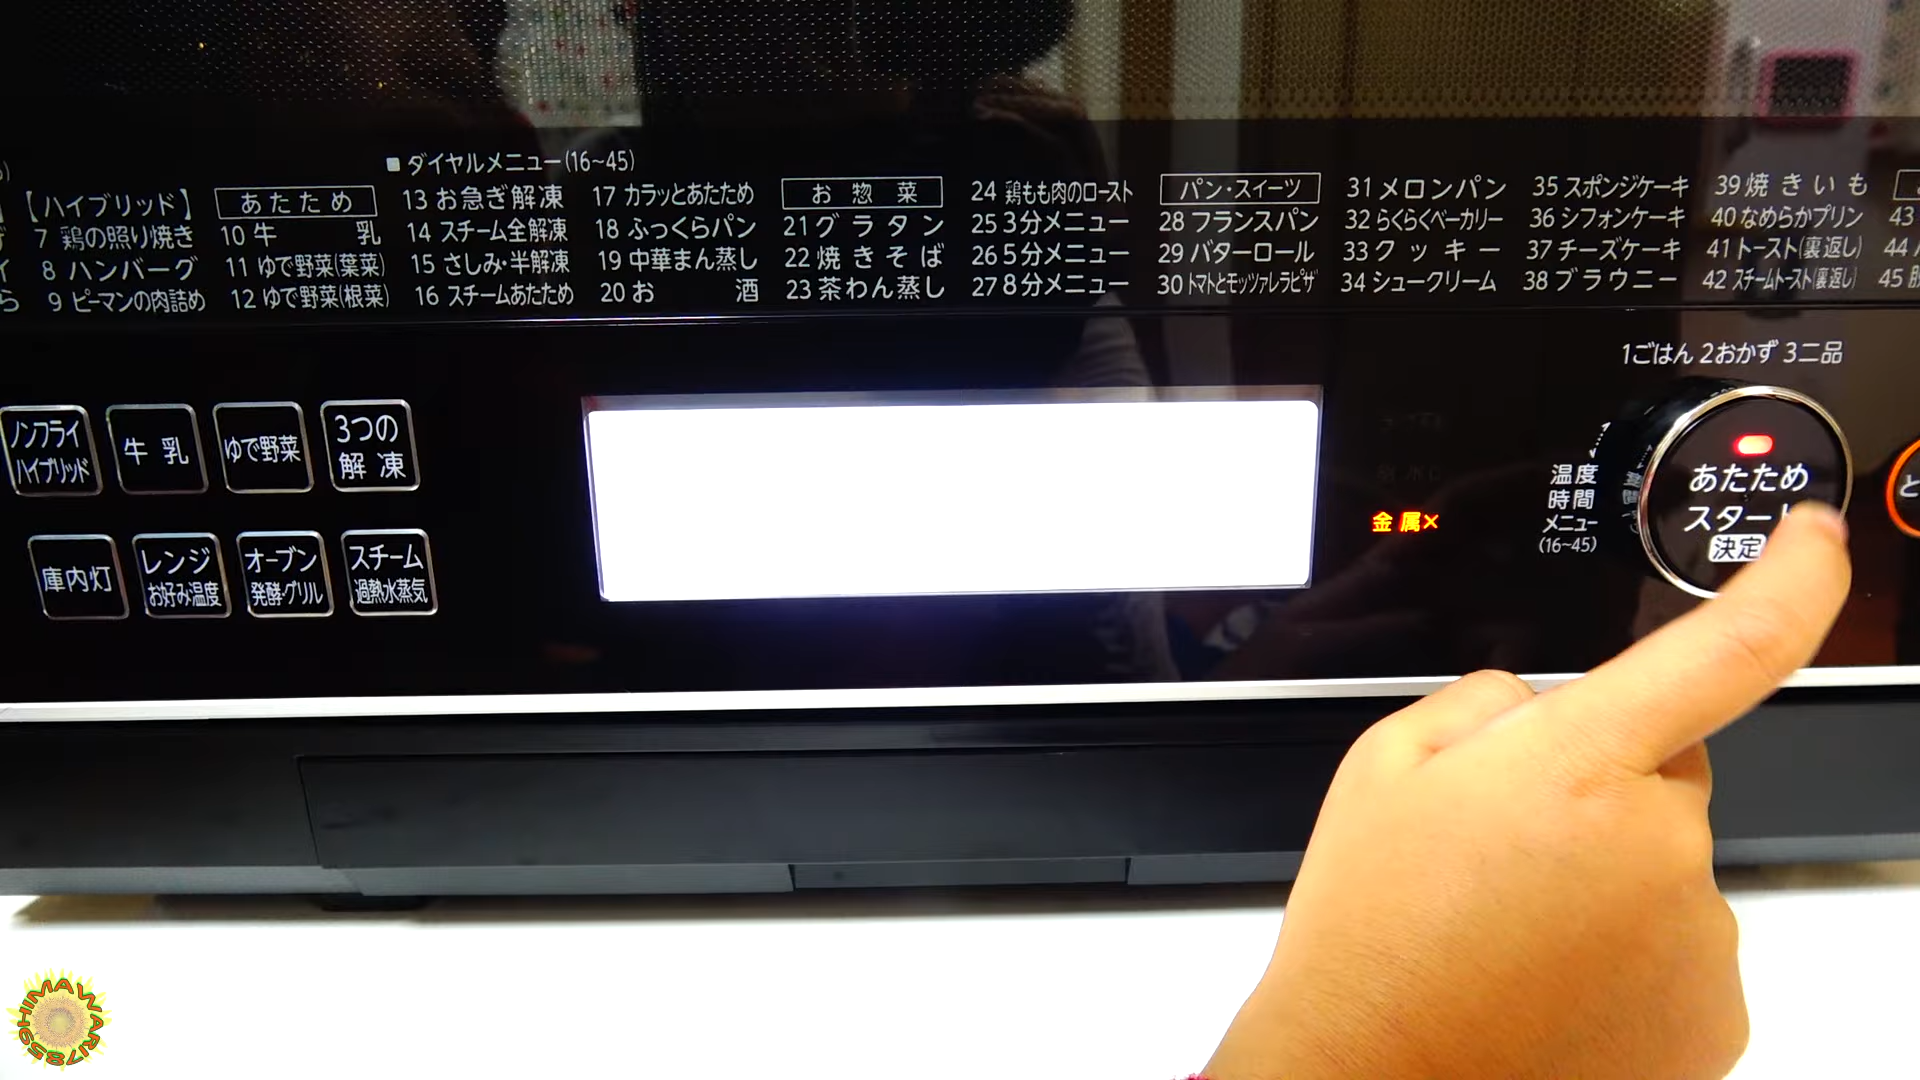 ■ ダイヤルメニュー(16~45)
【ハイブリッド】
7 鶏の照り焼き
8 ハンバーグ
9 ピーマンの肉詰め
あたため
10 牛 乳
11 ゆで野菜(葉菜)
12 ゆで野菜(根菜)
13 お急ぎ解凍
14 スチーム全解凍
15 さしみ・半解凍
16 スチームあたため
17 カラッとあたため
18 ふっくらパン
19 中華まん蒸し
20 お 酒
お惣菜
21 グラタン
22 焼きそば
23 茶わん蒸し
24 鶏もも肉のロースト
25 3分メニュー
26 5分メニュー
27 8分メニュー
パン・スイーツ
28 フランスパン
29 バターロール
30 トマトとモッツァレラピザ
31 メロンパン
32 らくらくベーカリー
33 クッキー
34 シュークリーム
35 スポンジケーキ
36 シフォンケーキ
37 チーズケーキ
38 ブラウニー
39 焼きいも
40 なめらかプリン
41 トースト(裏返し)
42 スチームトースト(裏返し)
43
44
45
1ごはん 2おかず 3二品
ノンフライ
ハイブリッド
牛 乳
ゆで野菜
3つの
解 凍
庫内灯
レンジ
お好み温度
オーブン
発酵・グリル
スチーム
過熱水蒸気
金 属×
温度
時間
メニュー
(16~45)
あたため
スタート
決定
と
SHIMAWARI7859